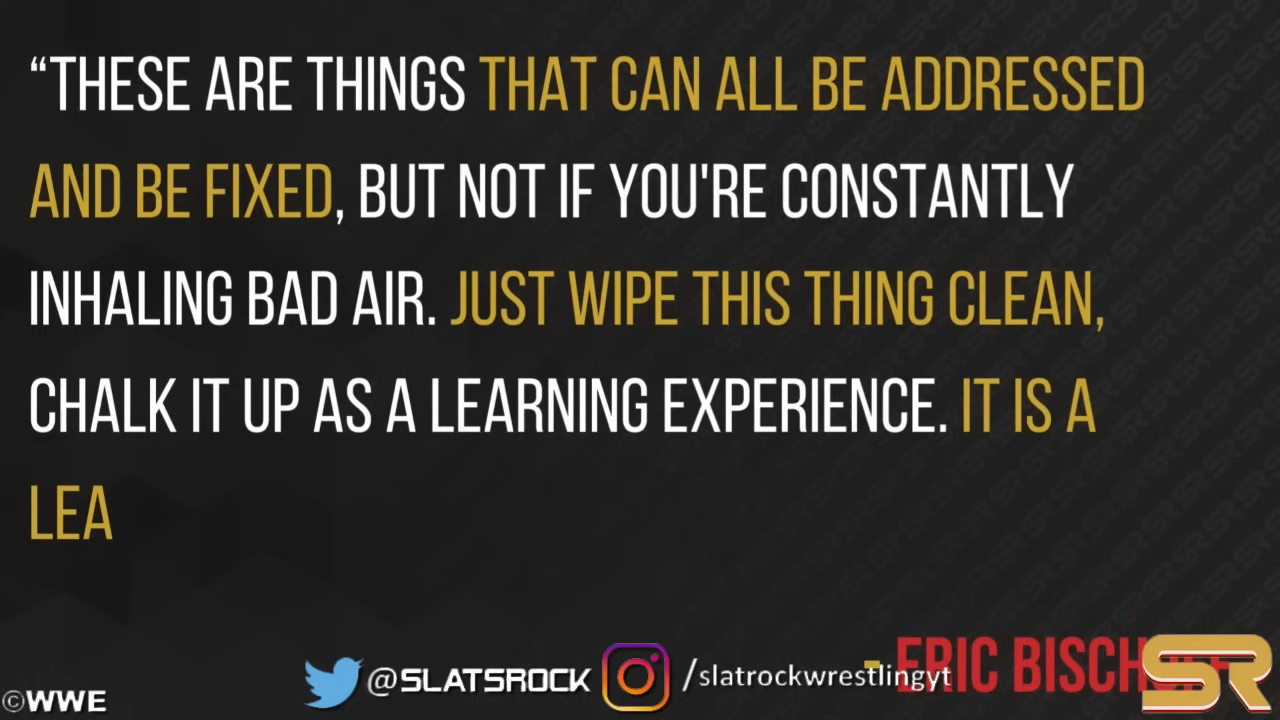 “THESE ARE THINGS THAT CAN ALL BE ADDRESSED
AND BE FIXED, BUT NOT IF YOU'RE CONSTANTLY
INHALING BAD AIR. JUST WIPE THIS THING CLEAN,
CHALK IT UP AS A LEARNING EXPERIENCE. IT IS A
LEA
- ERIC BISCH
©WWE @SLATSROCK /slatrockwrestlingyt SR